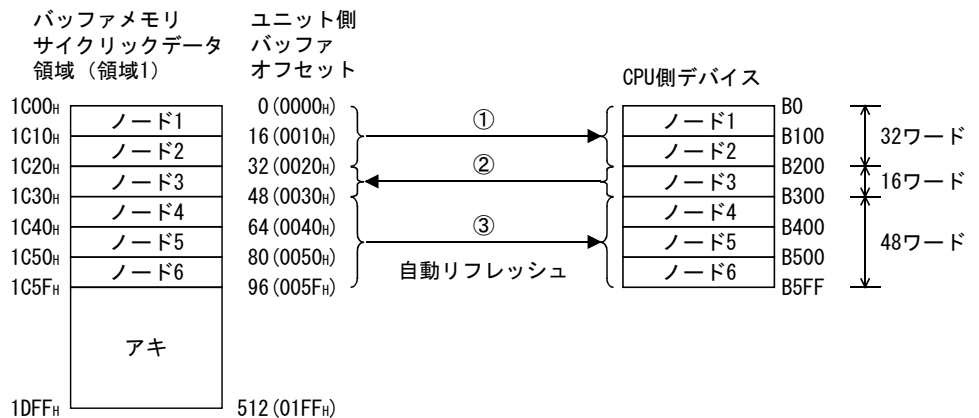 バッファメモリ
サイクリックデータ
領域（領域1）
ユニット側
バッファ
オフセット
CPU側デバイス
1C00H
ノード1
0(0000H)
①
ノード1
B0
32ワード
1C10H
ノード2
16(0010H)
ノード2
B100
1C20H
ノード3
32(0020H)
②
ノード3
B200
16ワード
1C30H
ノード4
48(0030H)
ノード4
B300
1C40H
ノード5
64(0040H)
③
ノード5
B400
48ワード
1C50H
ノード6
80(0050H)
自動リフレッシュ
ノード6
B500
1C5FH
96(005FH)
B5FF
アキ
1DFFH
512(01FFH)